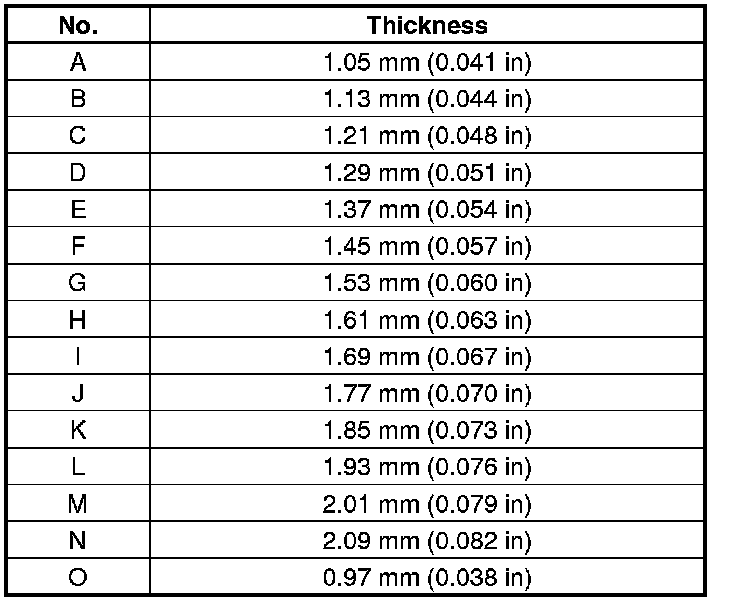 No. Thickness
A 1.05 mm (0.041 in)
B 1.13 mm (0.044 in)
C 1.21 mm (0.048 in)
D 1.29 mm (0.051 in)
E 1.37 mm (0.054 in)
F 1.45 mm (0.057 in)
G 1.53 mm (0.060 in)
H 1.61 mm (0.063 in)
I 1.69 mm (0.067 in)
J 1.77 mm (0.070 in)
K 1.85 mm (0.073 in)
L 1.93 mm (0.076 in)
M 2.01 mm (0.079 in)
N 2.09 mm (0.082 in)
O 0.97 mm (0.038 in)